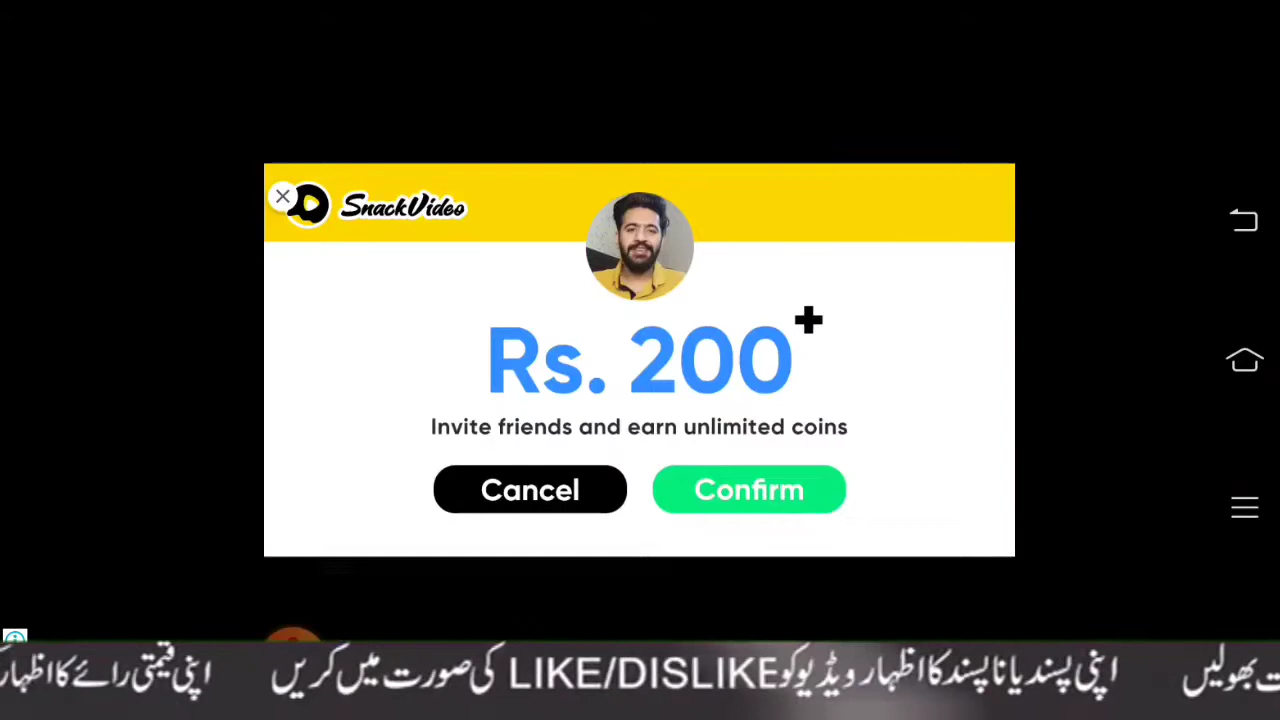 SnackVideo
Rs. 200+
Invite friends and earn unlimited coins
Cancel
Confirm
بھولیں اپنی پسند یا ناپسند کا اظہار ویڈیو کو LIKE/DISLIKE کی صورت میں کریں اپنی قیمتی رائے کا اظہار